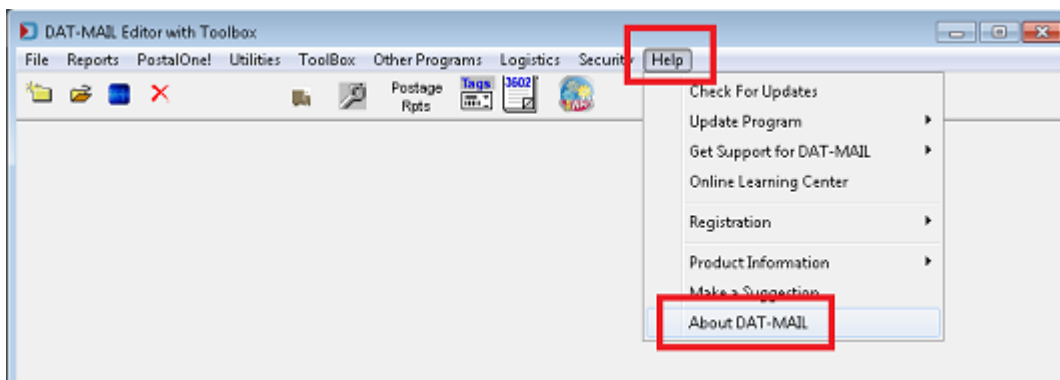 DAT-MAIL Editor with Toolbox
File Reports PostalOne! Utilities ToolBox Other Programs Logistics Security Help
Postage Rpts
Tags
3602
Check For Updates
Update Program
Get Support for DAT-MAIL
Online Learning Center
Registration
Product Information
Make a Suggestion
About DAT-MAIL